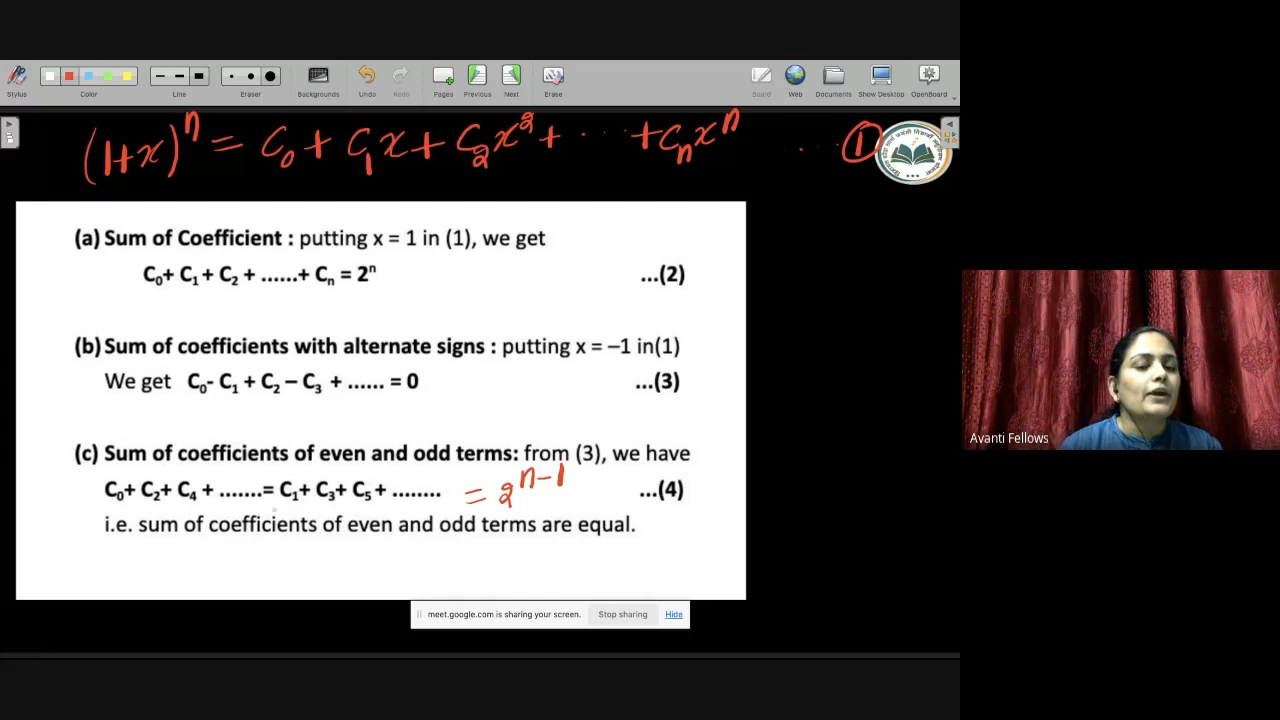 Stylus Color Line Eraser Backgrounds Undo Redo Pages Previous Next Erase Board Web Documents Show Desktop OpenBoard
(1+x)ⁿ = C₀ + C₁x + C₂x² + ... + Cₙxⁿ .... ①
(a) Sum of Coefficient : putting x = 1 in (1), we get
C₀+ C₁ + C₂ + ......+ Cₙ = 2ⁿ ...(2)
(b) Sum of coefficients with alternate signs : putting x = –1 in(1)
We get C₀- C₁ + C₂ – C₃ + ...... = 0 ...(3)
(c) Sum of coefficients of even and odd terms: from (3), we have
C₀+ C₂+ C₄ + .......= C₁+ C₃+ C₅ + ........ = 2ⁿ⁻¹ ...(4)
i.e. sum of coefficients of even and odd terms are equal.
meet.google.com is sharing your screen. Stop sharing Hide
Avanti Fellows